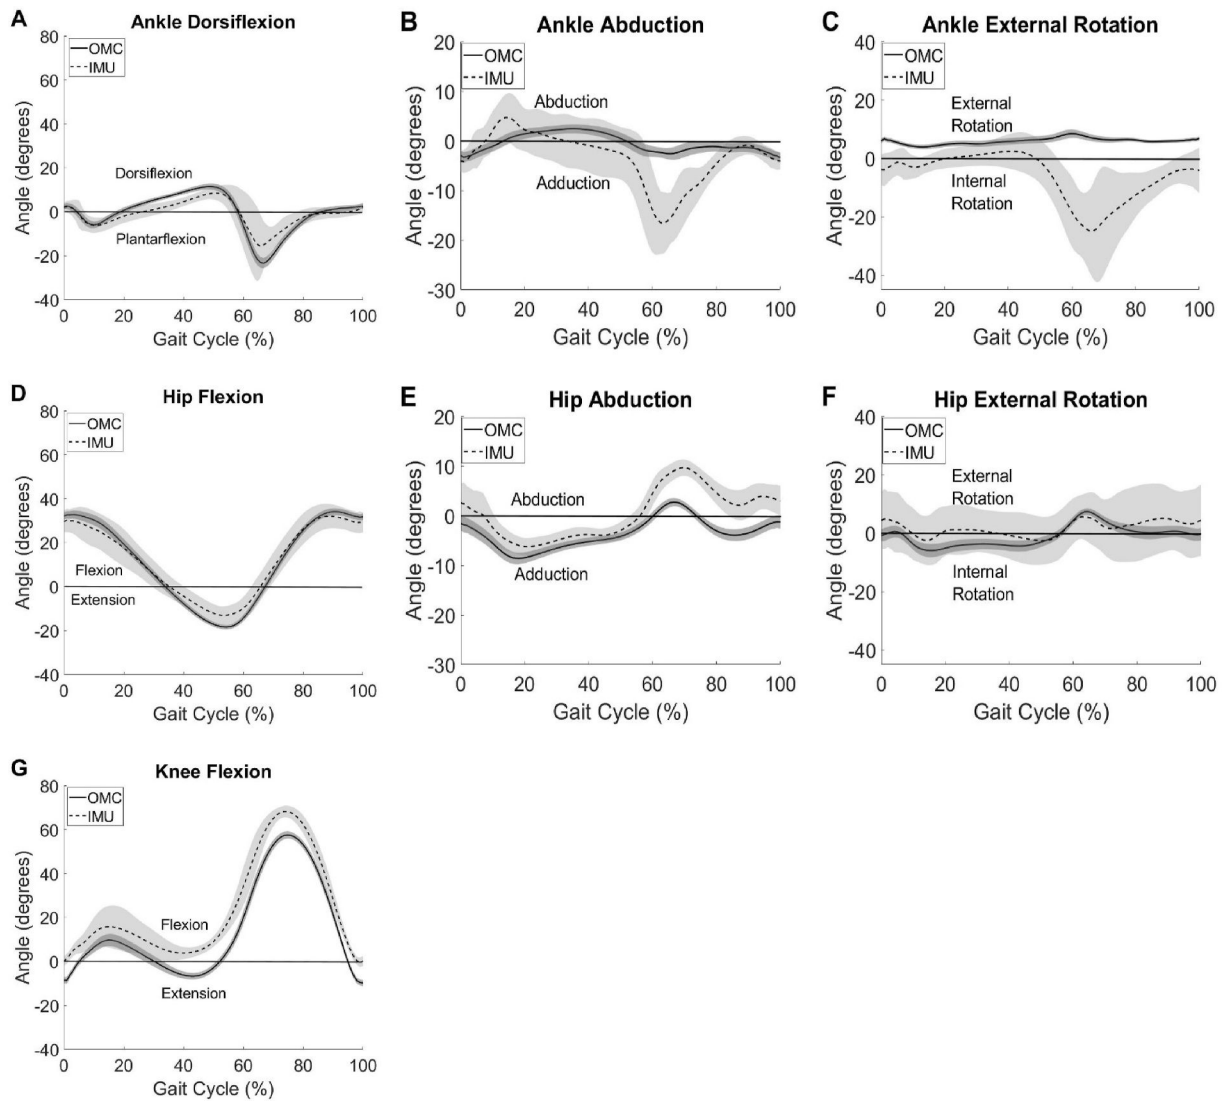 A
Ankle Dorsiflexion
80
60
40
20
0
-20
-40
OMC
IMU
Dorsiflexion
Plantarflexion
Angle (degrees)
0 20 40 60 80 100
Gait Cycle (%)
B
Ankle Abduction
20
10
0
-10
-20
-30
OMC
IMU
Abduction
Adduction
Angle (degrees)
0 20 40 60 80 100
Gait Cycle (%)
C
Ankle External Rotation
40
20
0
-20
-40
OMC
IMU
External
Rotation
Internal
Rotation
Angle (degrees)
0 20 40 60 80 100
Gait Cycle (%)
D
Hip Flexion
80
60
40
20
0
-20
-40
OMC
IMU
Flexion
Extension
Angle (degrees)
0 20 40 60 80 100
Gait Cycle (%)
E
Hip Abduction
20
10
0
-10
-20
-30
OMC
IMU
Abduction
Adduction
Angle (degrees)
0 20 40 60 80 100
Gait Cycle (%)
F
Hip External Rotation
40
20
0
-20
-40
OMC
IMU
External
Rotation
Internal
Rotation
Angle (degrees)
0 20 40 60 80 100
Gait Cycle (%)
G
Knee Flexion
80
60
40
20
0
-20
-40
OMC
IMU
Flexion
Extension
Angle (degrees)
0 20 40 60 80 100
Gait Cycle (%)